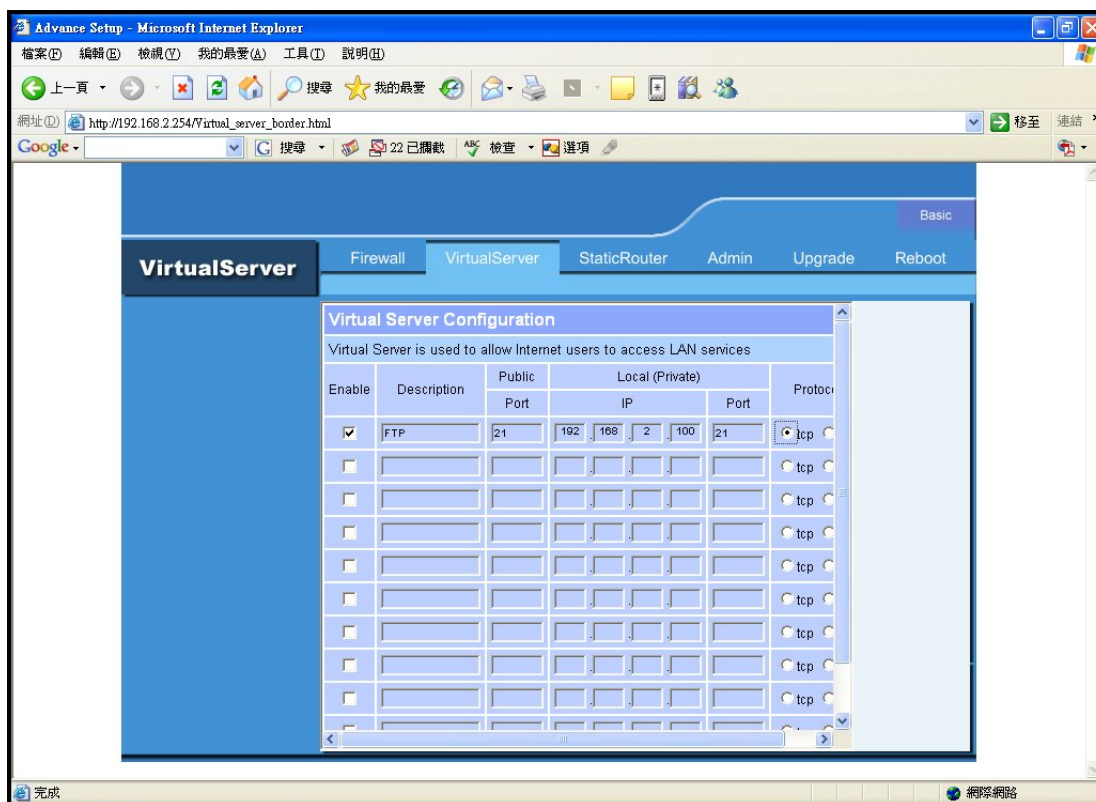 Advance Setup - Microsoft Internet Explorer
檔案(F) 編輯(E) 檢視(V) 我的最愛(A) 工具(T) 說明(H)
上一頁 搜尋 我的最愛
網址(D) http://192.168.2.254/Virtual_server_border.html 移至 連結 »
Google G 搜尋 22 已攔截 ABC 檢查 選項
Basic
VirtualServer
Firewall VirtualServer StaticRouter Admin Upgrade Reboot
Virtual Server Configuration
Virtual Server is used to allow Internet users to access LAN services
Enable Description Public Local (Private)
Port IP Port
FTP 21 192 . 168 . 2 . 100 21 tcp
. . . tcp
. . . tcp
. . . tcp
. . . tcp
. . . tcp
. . . tcp
. . . tcp
. . . tcp
完成 網際網路